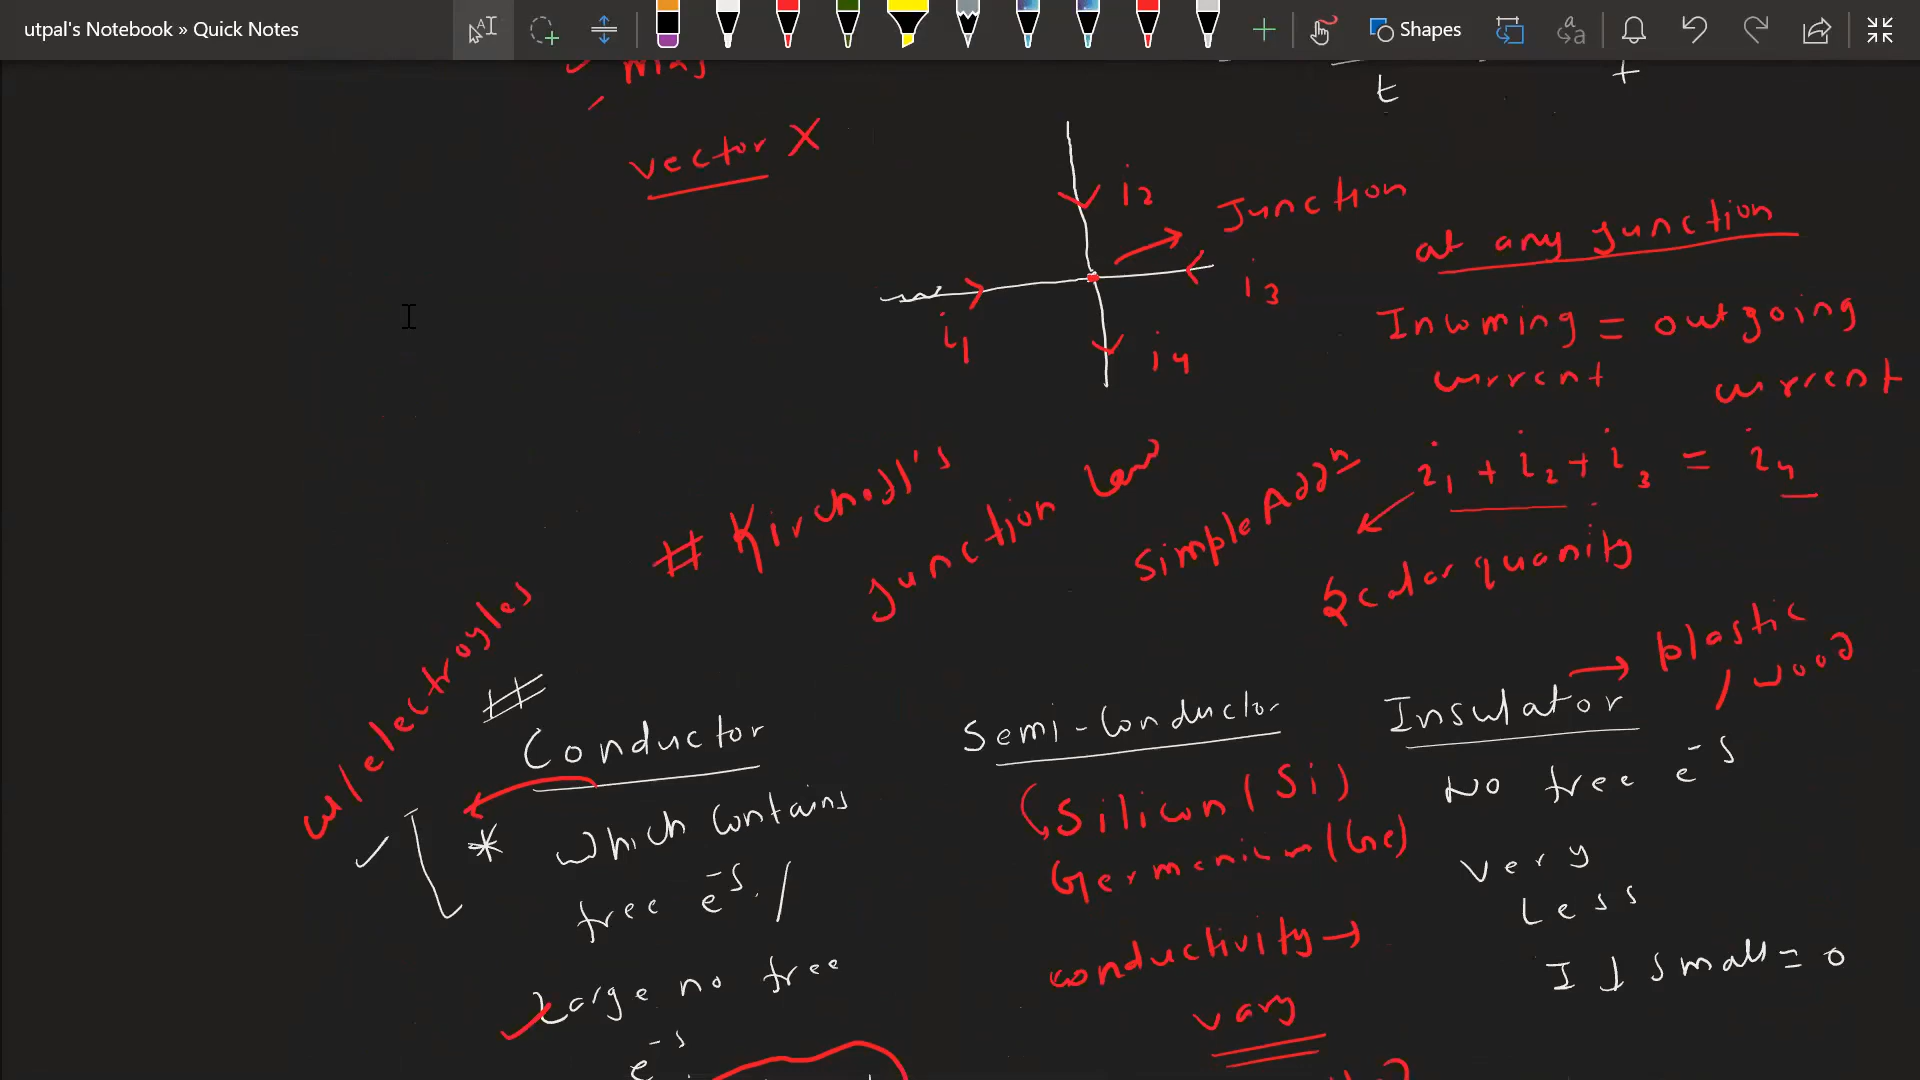 utpal's Notebook » Quick Notes
Shapes
t
vector X
i2
Junction
i3
i1
i4
at any junction
Incoming = outgoing
current current
i1 + i2 + i3 = i4
Simple Addn
Scalar quanity
# Kirchoff's
junction law
w/electroyles
#
Conductor
* which contains
free e-s. /
Large no free
e-s
Semi-Conductor
Silicon (Si)
Germenium (Ge)
conductivity →
vary
Insulator → plastic
/ wood
No free e-s
very
Less
I ↓ small = 0